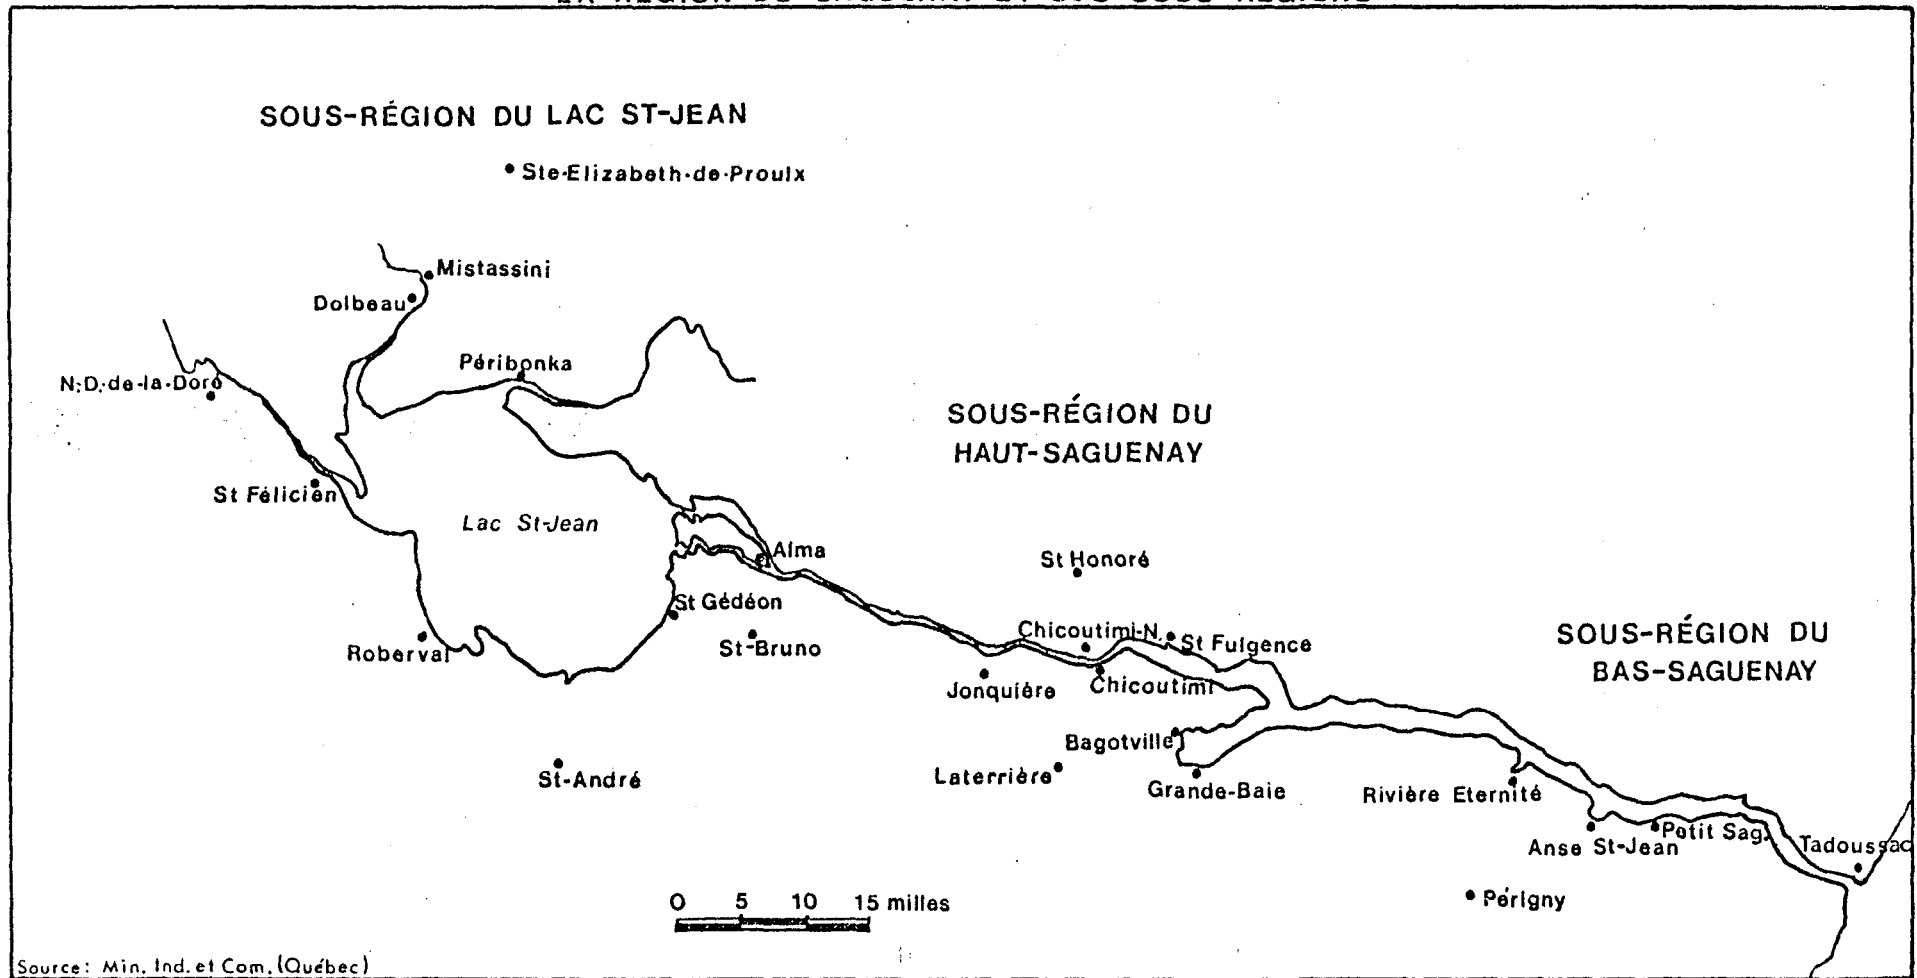 SOUS-RÉGION DU LAC ST-JEAN
Ste-Elizabeth-de-Proulx
Mistassini
Dolbeau
Péribonka
N.D.-de-la-Doré
SOUS-RÉGION DU
HAUT-SAGUENAY
St Félicien
Lac St-Jean
Alma
St Honoré
St Gédéon
Chicoutimi-N.
St Fulgence
SOUS-RÉGION DU
BAS-SAGUENAY
Roberval
St-Bruno
Jonquière
Chicoutimi
Bagotville
St-André
Laterrière
Grande-Baie
Rivière Eternité
Anse St-Jean
Petit Sag.
Tadoussac
Périgny
0 5 10 15 milles
Source: Min. Ind. et Com. (Québec)